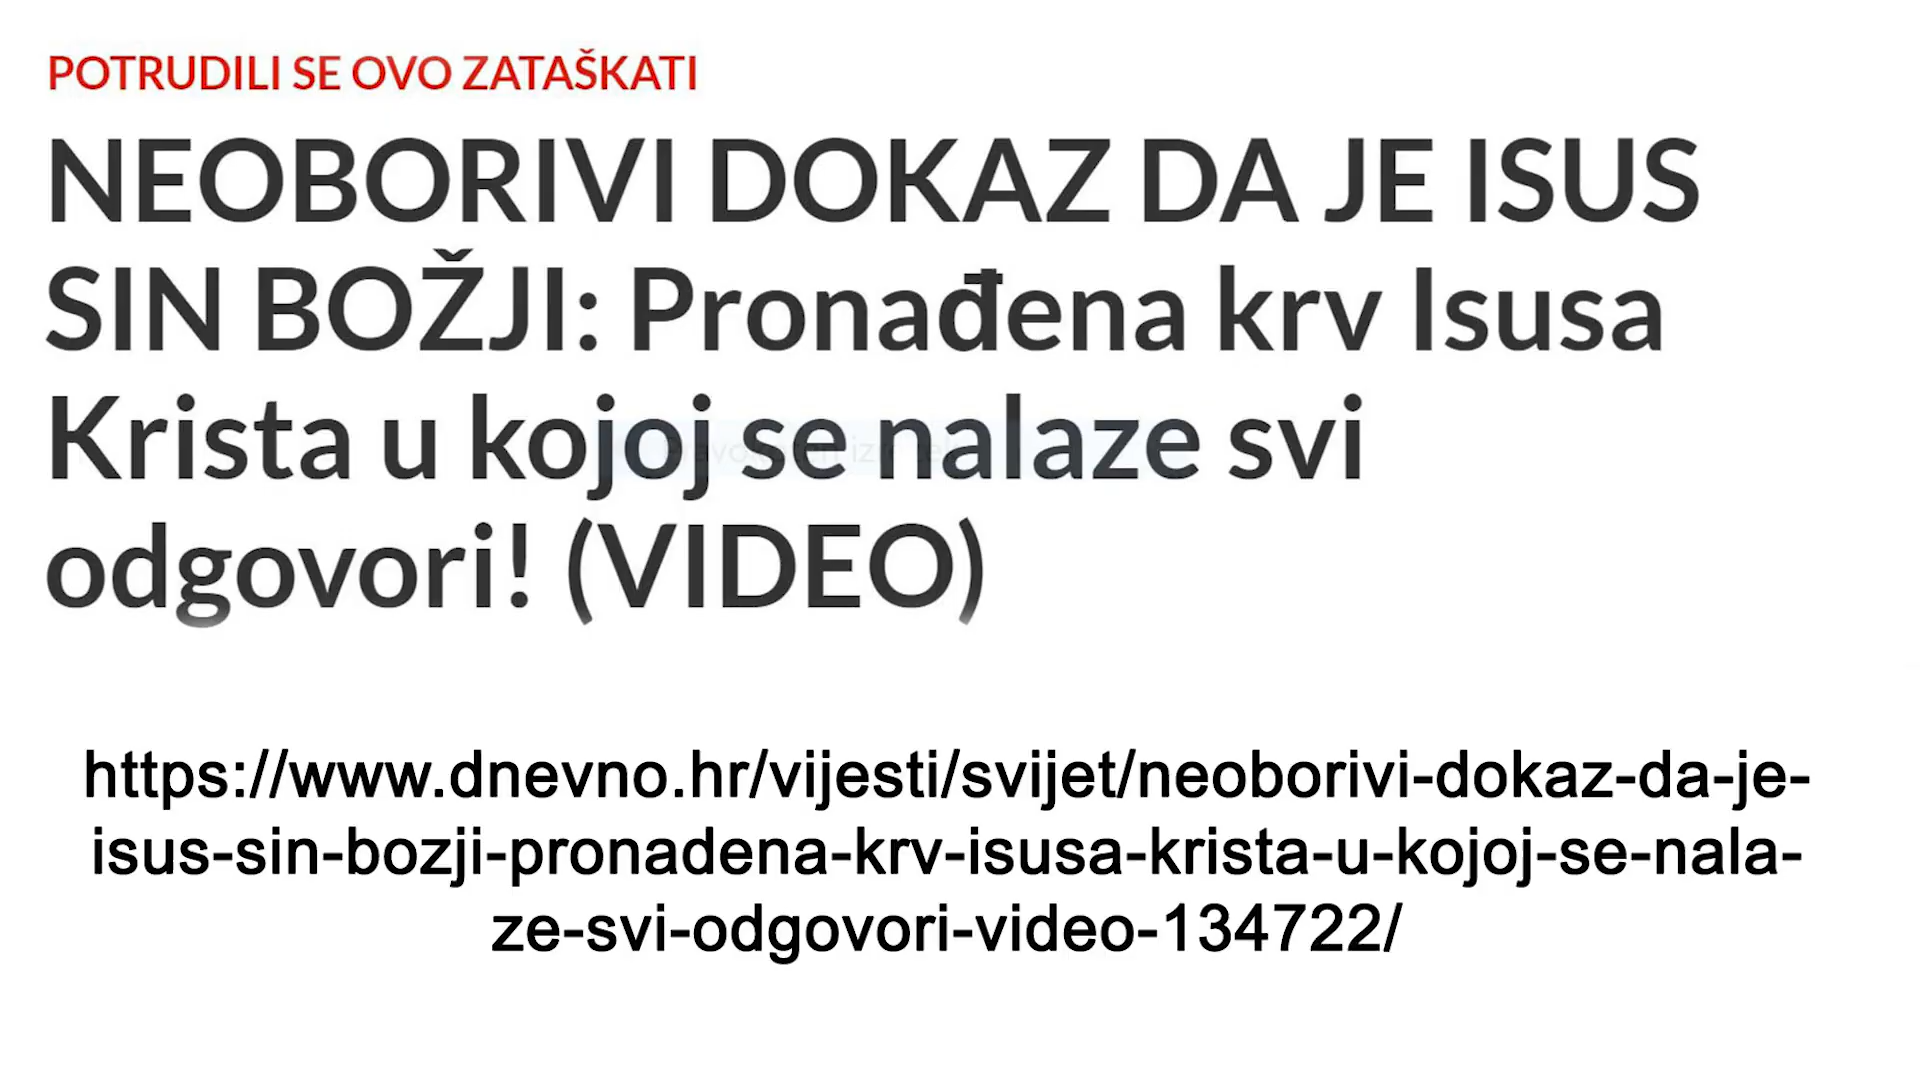 POTRUDILI SE OVO ZATAŠKATI
NEOBORIVI DOKAZ DA JE ISUS
SIN BOŽJI: Pronađena krv Isusa
Krista u kojoj se nalaze svi
odgovori! (VIDEO)
https://www.dnevno.hr/vijesti/svijet/neoborivi-dokaz-da-je-
isus-sin-bozji-pronadena-krv-isusa-krista-u-kojoj-se-nala-
ze-svi-odgovori-video-134722/